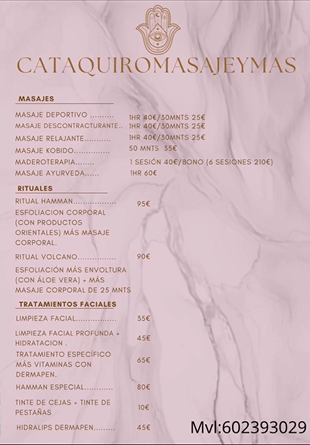 CATAQUIROMASAJEYMAS
MASAJES
MASAJE DEPORTIVO .......... 1HR 40€/30MNTS 25€
MASAJE DESCONTRACTURANTE.. 1HR 40€/30MNTS 25€
MASAJE RELAJANTE........... 1HR 40€/30MNTS 25€
MASAJE KOBIDO.............. 50 MNTS 35€
MADEROTERAPIA....... 1 SESIÓN 40€/BONO (6 SESIONES 210€)
MASAJE AYURVEDA...... 1HR 60€
RITUALES
RITUAL HAMMAN................. 95€
ESFOLIACION CORPORAL
(CON PRODUCTOS
ORIENTALES) MÁS MASAJE
CORPORAL.
RITUAL VOLCANO............... 90€
ESFOLIACIÓN MÁS ENVOLTURA
(CON ÁLOE VERA) + MÁS
MASAJE CORPORAL DE 25 MNTS
TRATAMIENTOS FACIALES
LIMPIEZA FACIAL................ 35€
LIMPIEZA FACIAL PROFUNDA +
HIDRATACION . 45€
TRATAMIENTO ESPECÍFICO
MÁS VITAMINAS CON 65€
DERMAPEN.
HAMMAN ESPECIAL............ 80€
TINTE DE CEJAS + TINTE DE
PESTAÑAS 10€
HIDRALIPS DERMAPEN......... 45€
Mvl:602393029